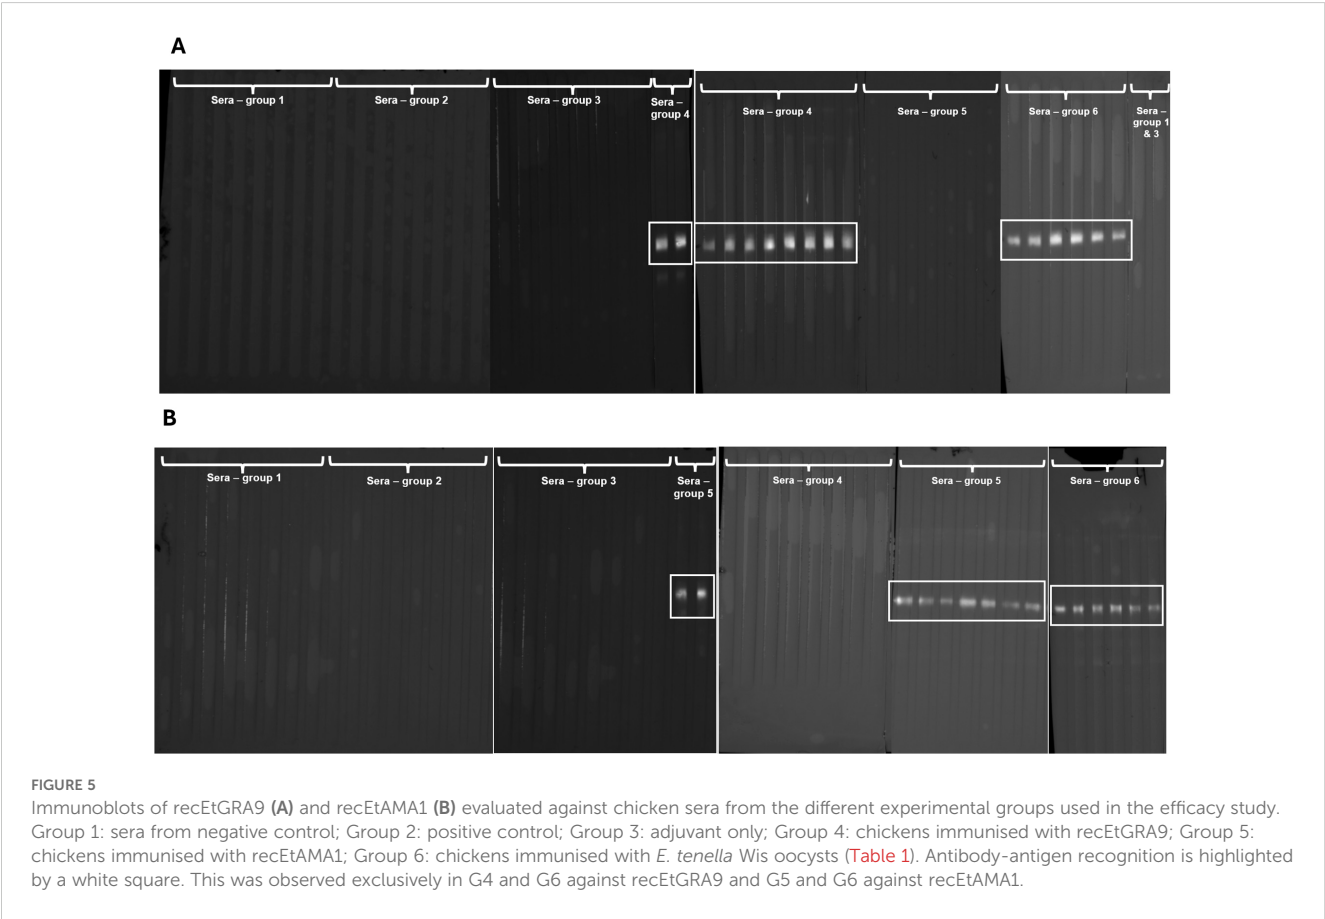 A
Sera – group 1
Sera – group 2
Sera – group 3
Sera –
group 4
Sera – group 4
Sera – group 5
Sera – group 6
Sera –
group 1
& 3
B
Sera – group 1
Sera – group 2
Sera – group 3
Sera –
group 5
Sera – group 4
Sera – group 5
Sera – group 6
FIGURE 5
Immunoblots of recEtGRA9 (A) and recEtAMA1 (B) evaluated against chicken sera from the different experimental groups used in the efficacy study.
Group 1: sera from negative control; Group 2: positive control; Group 3: adjuvant only; Group 4: chickens immunised with recEtGRA9; Group 5:
chickens immunised with recEtAMA1; Group 6: chickens immunised with E. tenella Wis oocysts (Table 1). Antibody-antigen recognition is highlighted
by a white square. This was observed exclusively in G4 and G6 against recEtGRA9 and G5 and G6 against recEtAMA1.